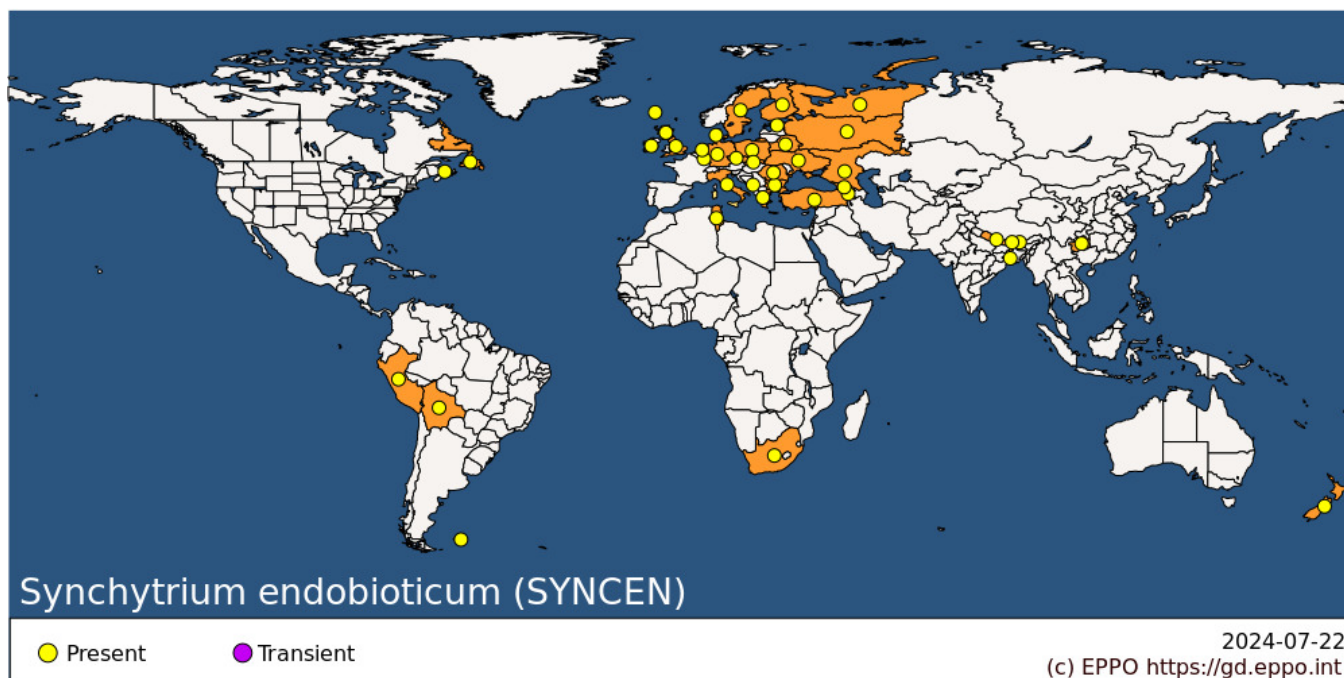 Synchytrium endobioticum (SYNCEN)
Present
Transient
2024-07-22
(c) EPPO https://gd.eppo.int